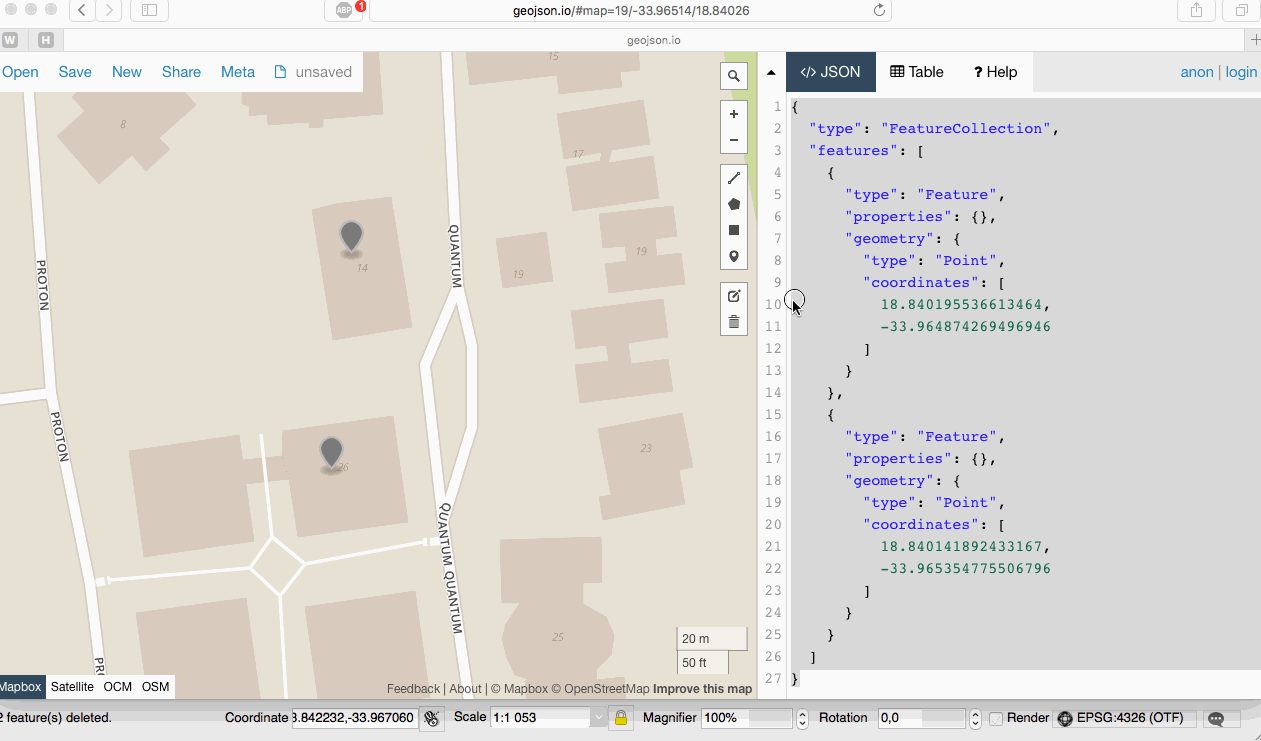 ABP
1
geojson.io/#map=19/-33.96514/18.84026
W
H
geojson.io
Open Save New Share Meta unsaved
</> JSON Table ? Help anon | login
15
8
17
QUANTUM
14
19
19
PROTON
PROTON
26
23
QUANTUM QUANTUM
25
20 m
50 ft
Mapbox Satellite OCM OSM
Feedback | About | © Mapbox © OpenStreetMap Improve this map
1 {
2 "type": "FeatureCollection",
3 "features": [
4 {
5 "type": "Feature",
6 "properties": {},
7 "geometry": {
8 "type": "Point",
9 "coordinates": [
10 18.840195536613464,
11 -33.964874269496946
12 ]
13 }
14 },
15 {
16 "type": "Feature",
17 "properties": {},
18 "geometry": {
19 "type": "Point",
20 "coordinates": [
21 18.840141892433167,
22 -33.965354775506796
23 ]
24 }
25 }
26 ]
27 }
feature(s) deleted. Coordinate 3.842232,-33.967060 Scale 1:1 053 Magnifier 100% Rotation 0,0 Render EPSG:4326 (OTF)